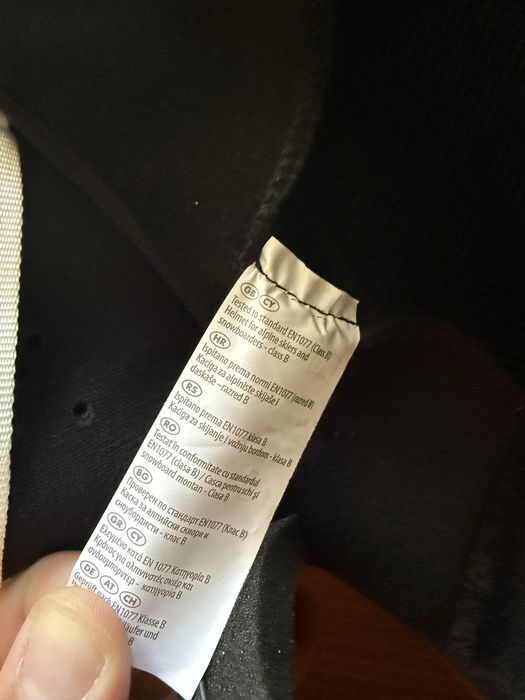 GB CY
Tested to standard EN1077 (Class B)
Helmet for alpine skiers and
snowboarders - class B
HR
Ispitano prema normi EN1077 (razred B)
Kaciga za alpiniste skijaše i
daskaše -razred B
RS
Ispitano prema EN1077 klasa B
Kaciga za skijanje i vožnju bordom - klasa B
RO
Testat in conformitate cu standardul
EN1077 (clasa B) / Casca pentru schi şi
snowboard montan - Clasa B
BG
Проверен по стандарт EN1077 (Клас B)
Каска за алпийски скиори и
сноубордисти - клас B
GR CY
Ελεγμένο κατά EN 1077 Κατηγορία B
Κράνος για αλπινιστές σκιέρ και
σνόουμπορντερ - κατηγορία B
DE AT CH
Geprüft nach EN1077 Klasse B
läufer und
B